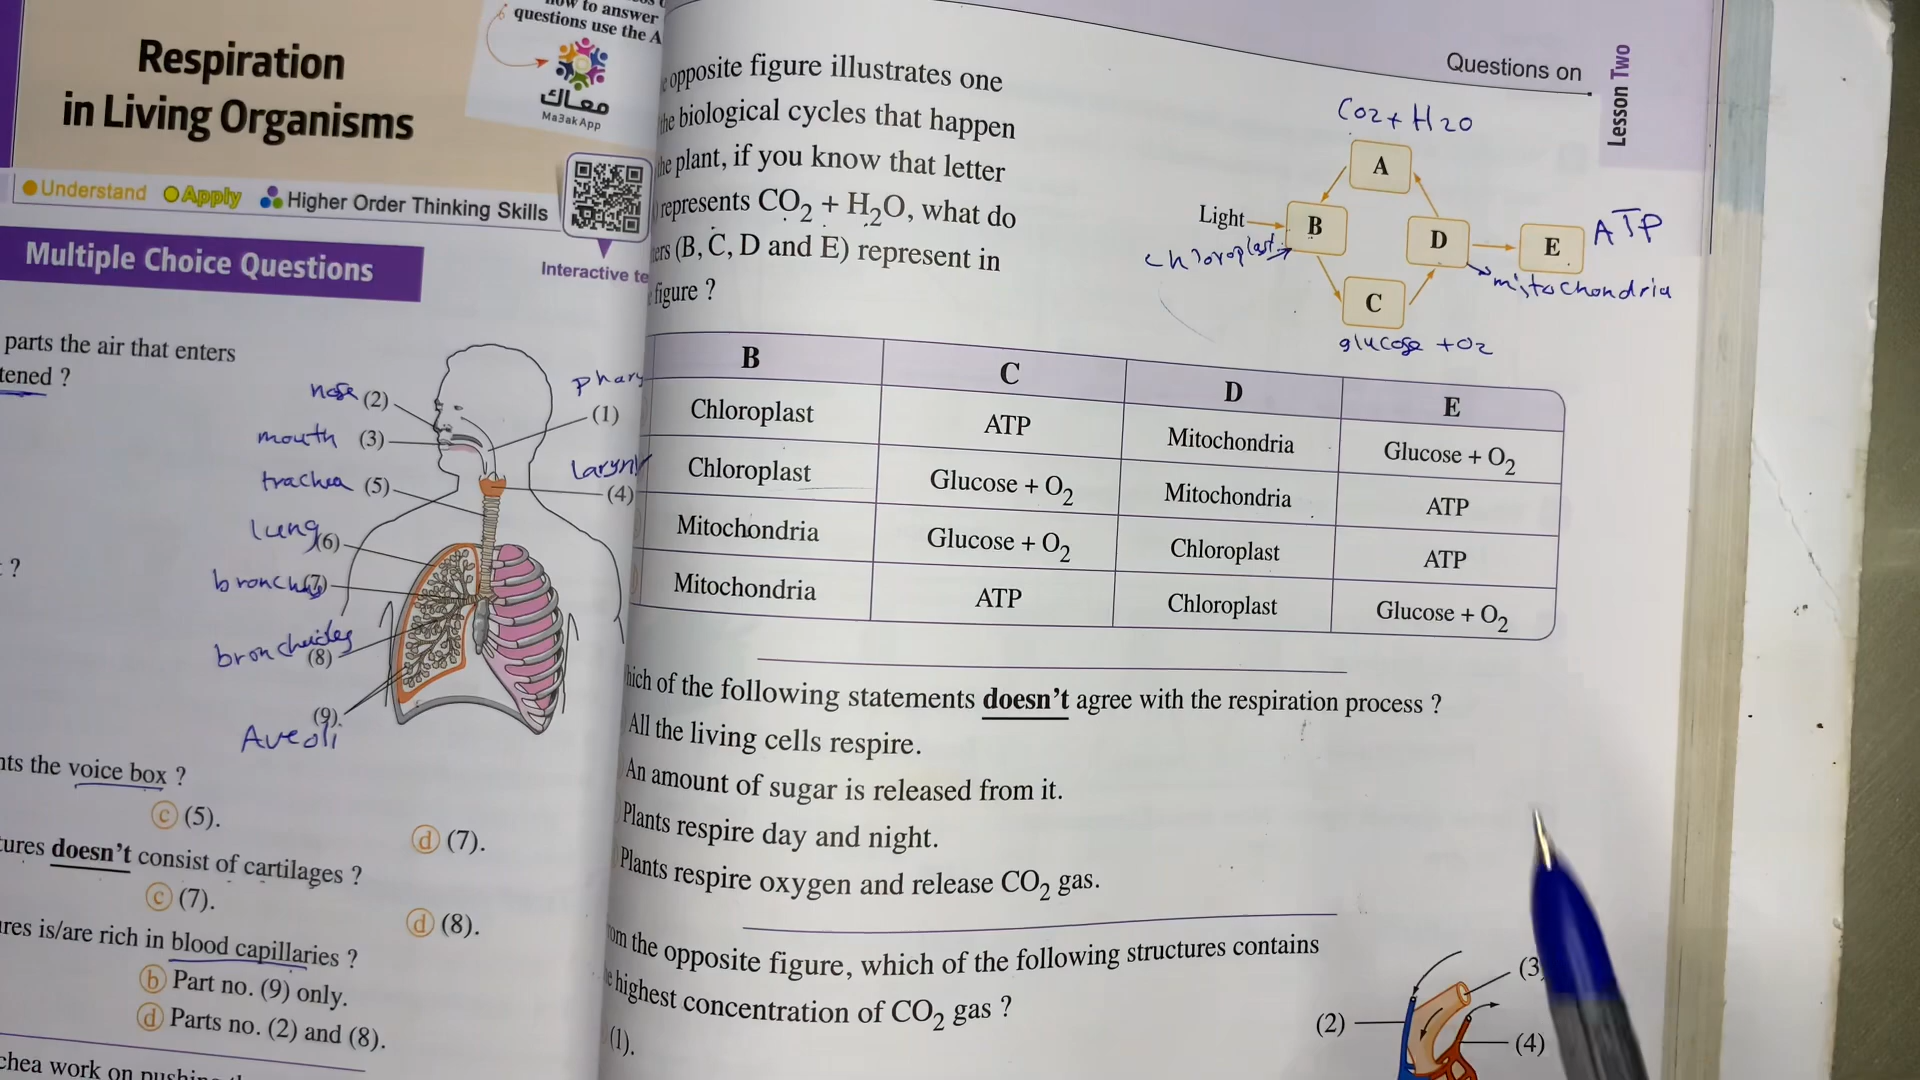 to answer
questions use the A
Respiration
in Living Organisms
معاك
Ma3ak App
Understand Apply Higher Order Thinking Skills
Multiple Choice Questions
Interactive te
parts the air that enters
tened ?
nose (2)
mouth (3)
trachea (5)
lung (6)
(7)
(8)
(9)
phary
(1)
Laryn
(4)
?
nts the voice box ?
c (5).
d (7).
tures doesn't consist of cartilages ?
c (7).
d (8).
ures is/are rich in blood capillaries ?
b Part no. (9) only.
d Parts no. (2) and (8).
chea work on
Questions on
Lesson Two
opposite figure illustrates one
the biological cycles that happen
he plant, if you know that letter
represents CO₂ + H₂O, what do
ers (B, C, D and E) represent in
figure ?
Co2 + H2O
A
Light
B
D
E
ATP
chloroplast
mitochondria
C
glucose + O2
B C D E
Chloroplast ATP Mitochondria Glucose + O₂
Chloroplast Glucose + O₂ Mitochondria ATP
Mitochondria Glucose + O₂ Chloroplast ATP
Mitochondria ATP Chloroplast Glucose + O₂
hich of the following statements doesn't agree with the respiration process ?
All the living cells respire.
An amount of sugar is released from it.
Plants respire day and night.
Plants respire oxygen and release CO₂ gas.
om the opposite figure, which of the following structures contains
e highest concentration of CO₂ gas ?
(1).
(2)
(3
(4)